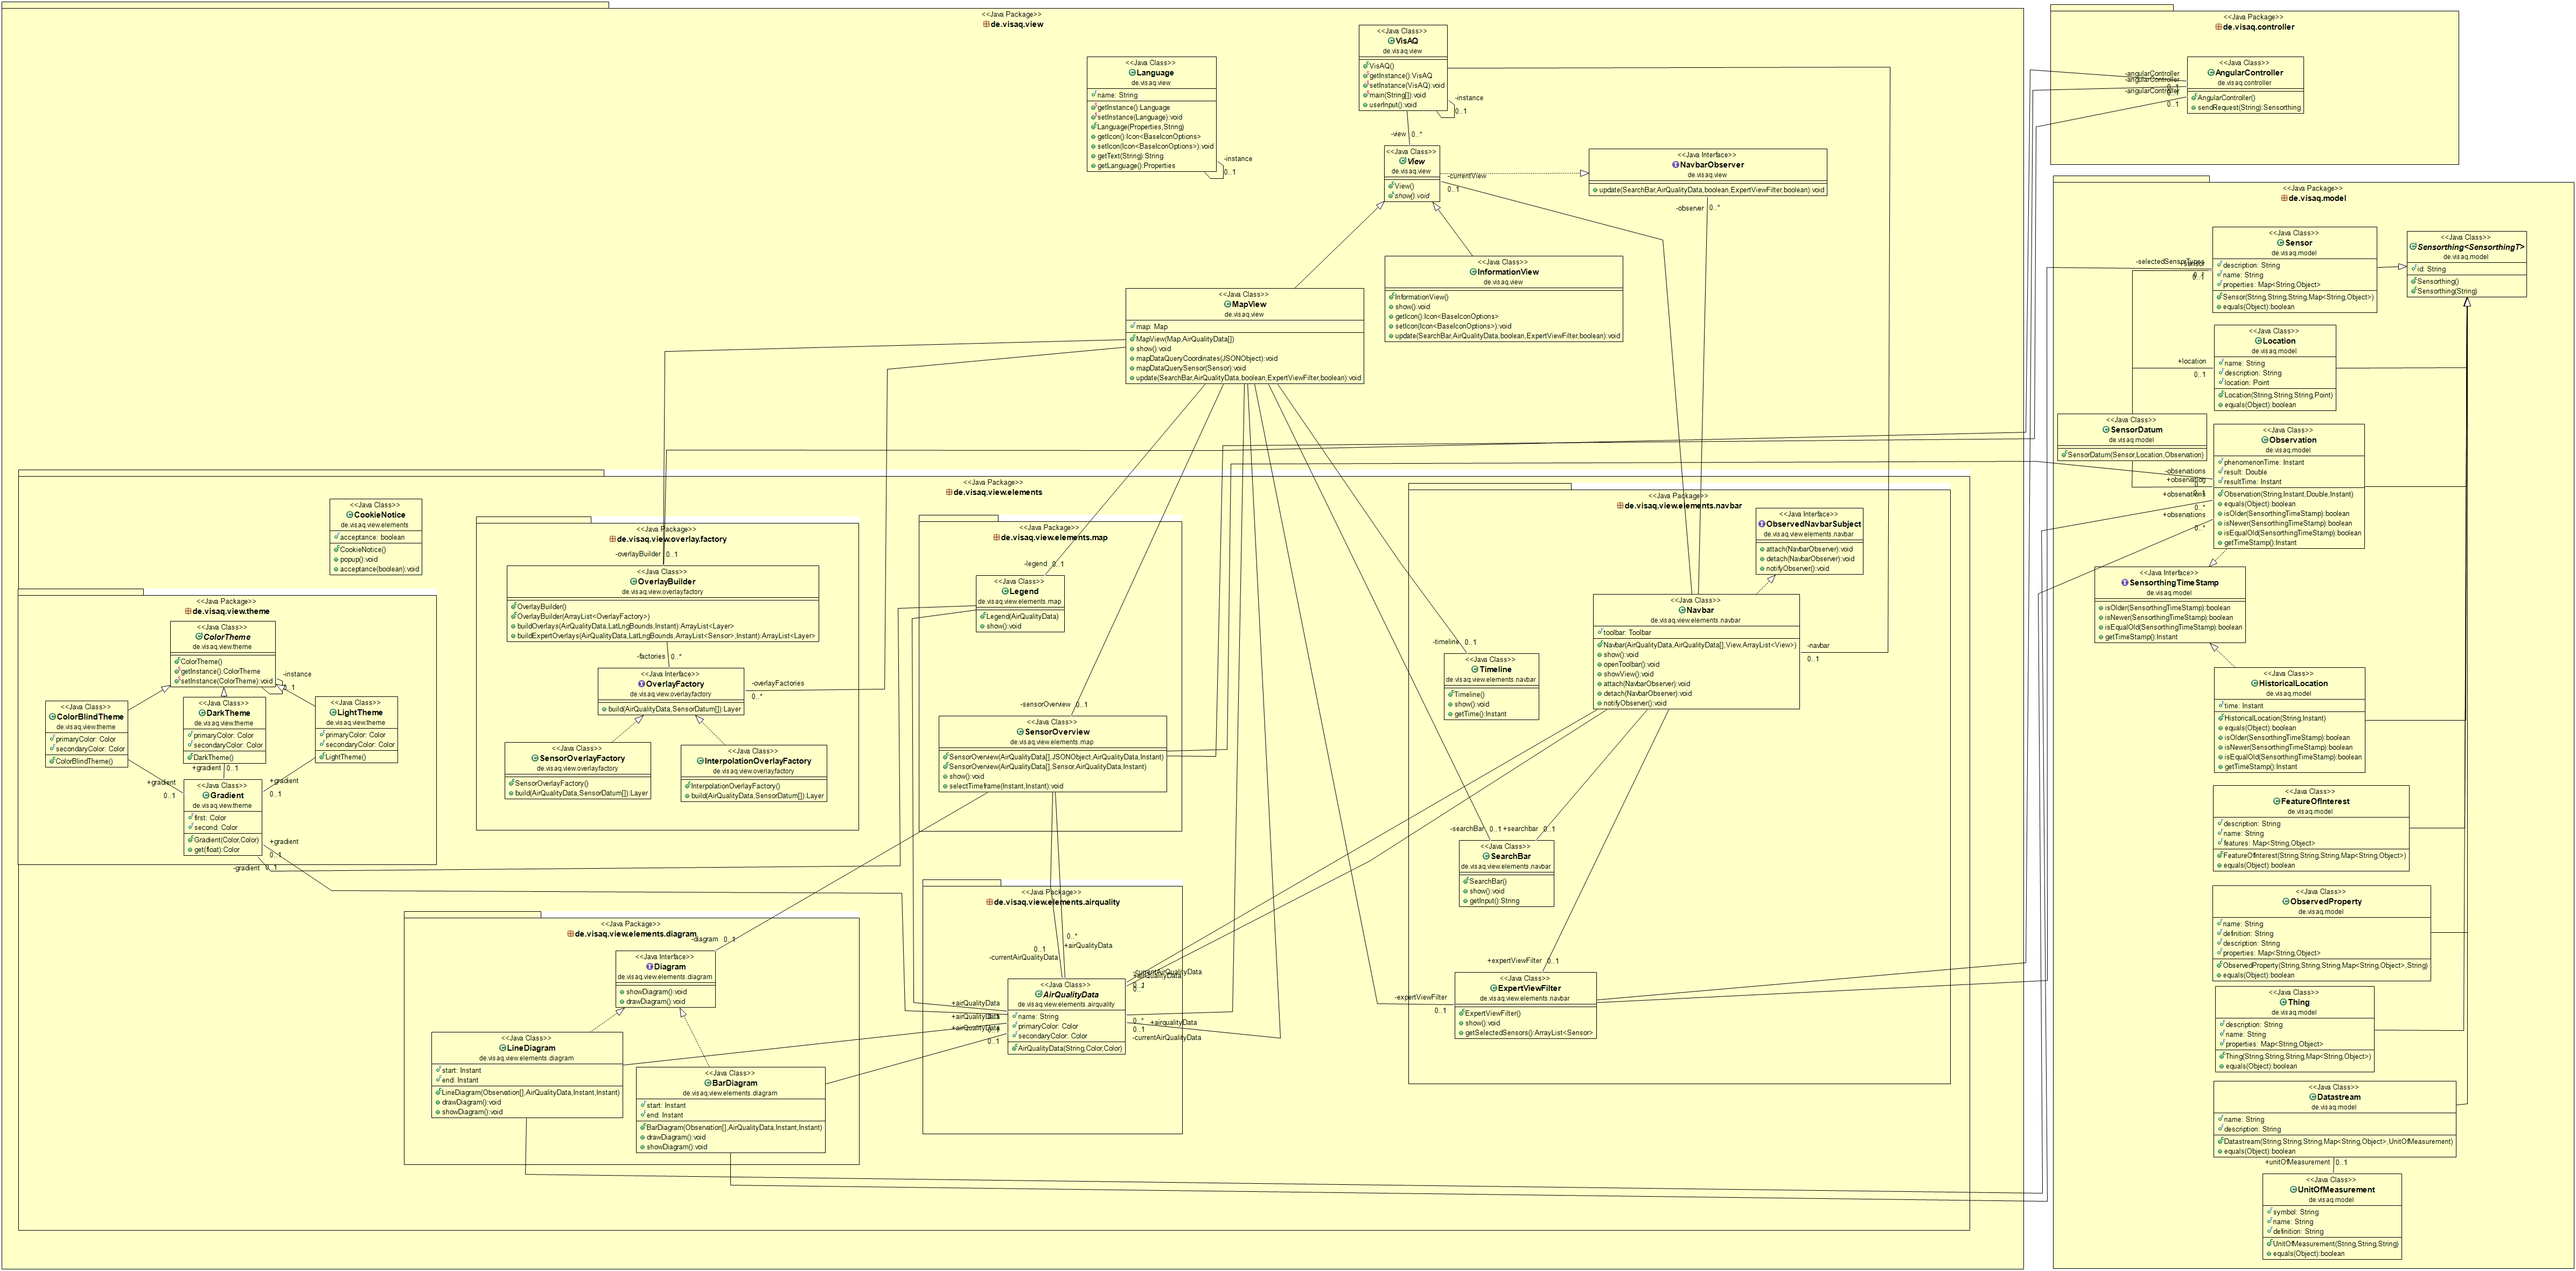 <<Java Package>>
de.visaq.view
<<Java Class>>
Language
de.visaq.view
name: String
getInstance():Language
setInstance(Language):void
Language(Properties,String)
getIcon():Icon<BaseIconOptions>
setIcon(Icon<BaseIconOptions>):void
getText(String):String
getLanguage():Properties
-instance
0..1
<<Java Class>>
VisAQ
de.visaq.view
VisAQ()
getInstance():VisAQ
setInstance(VisAQ):void
main(String[]):void
userInput():void
-instance
0..1
-view 0..*
<<Java Class>>
View
de.visaq.view
View()
show():void
-currentView
0..1
<<Java Interface>>
NavbarObserver
de.visaq.view
update(SearchBar,AirQualityData,boolean,ExpertViewFilter,boolean):void
-observer 0..*
<<Java Class>>
InformationView
de.visaq.view
InformationView()
show():void
getIcon():Icon<BaseIconOptions>
setIcon(Icon<BaseIconOptions>):void
update(SearchBar,AirQualityData,boolean,ExpertViewFilter,boolean):void
<<Java Class>>
MapView
de.visaq.view
map: Map
MapView(Map,AirQualityData[])
show():void
mapDataQueryCoordinates(JSONObject):void
mapDataQuerySensor(Sensor):void
update(SearchBar,AirQualityData,boolean,ExpertViewFilter,boolean):void
<<Java Package>>
de.visaq.view.elements
<<Java Class>>
CookieNotice
de.visaq.view.elements
acceptance: boolean
CookieNotice()
popup():void
acceptance(boolean):void
<<Java Package>>
de.visaq.view.theme
<<Java Class>>
ColorTheme
de.visaq.view.theme
ColorTheme()
getInstance():ColorTheme
setInstance(ColorTheme):void
-instance
0..1
<<Java Class>>
ColorBlindTheme
de.visaq.view.theme
primaryColor: Color
secondaryColor: Color
ColorBlindTheme()
<<Java Class>>
DarkTheme
de.visaq.view.theme
primaryColor: Color
secondaryColor: Color
DarkTheme()
<<Java Class>>
LightTheme
de.visaq.view.theme
primaryColor: Color
secondaryColor: Color
LightTheme()
+gradient
0..1
+gradient 0..1
+gradient
0..1
<<Java Class>>
Gradient
de.visaq.view.theme
first: Color
second: Color
Gradient(Color,Color)
get(float):Color
+gradient
0..1
-gradient 0..1
<<Java Package>>
de.visaq.view.overlay.factory
-overlayBuilder 0..1
<<Java Class>>
OverlayBuilder
de.visaq.view.overlay.factory
OverlayBuilder()
OverlayBuilder(ArrayList<OverlayFactory>)
buildOverlays(AirQualityData,LatLngBounds,Instant):ArrayList<Layer>
buildExpertOverlays(AirQualityData,LatLngBounds,ArrayList<Sensor>,Instant):ArrayList<Layer>
-factories 0..*
<<Java Interface>>
OverlayFactory
de.visaq.view.overlay.factory
build(AirQualityData,SensorDatum[]):Layer
-overlayFactories
0..*
<<Java Class>>
SensorOverlayFactory
de.visaq.view.overlay.factory
SensorOverlayFactory()
build(AirQualityData,SensorDatum[]):Layer
<<Java Class>>
InterpolationOverlayFactory
de.visaq.view.overlay.factory
InterpolationOverlayFactory()
build(AirQualityData,SensorDatum[]):Layer
<<Java Package>>
de.visaq.view.elements.map
-legend 0..1
<<Java Class>>
Legend
de.visaq.view.elements.map
Legend(AirQualityData)
show():void
-sensorOverview 0..1
<<Java Class>>
SensorOverview
de.visaq.view.elements.map
SensorOverview(AirQualityData[],JSONObject,AirQualityData,Instant)
SensorOverview(AirQualityData[],Sensor,AirQualityData,Instant)
show():void
selectTimeframe(Instant,Instant):void
<<Java Package>>
de.visaq.view.elements.airquality
0..*
+airQualityData
0..1
-currentAirQualityData
<<Java Class>>
AirQualityData
de.visaq.view.elements.airquality
name: String
primaryColor: Color
secondaryColor: Color
AirQualityData(String,Color,Color)
-currentAirQualityData
+airQualityData
+airQualityData
+airQualityData
0..1
0..*
+airqualityData
0..1
-currentAirQualityData
<<Java Package>>
de.visaq.view.elements.diagram
-diagram 0..1
<<Java Interface>>
Diagram
de.visaq.view.elements.diagram
showDiagram():void
drawDiagram():void
<<Java Class>>
LineDiagram
de.visaq.view.elements.diagram
start: Instant
end: Instant
LineDiagram(Observation[],AirQualityData,Instant,Instant)
drawDiagram():void
showDiagram():void
<<Java Class>>
BarDiagram
de.visaq.view.elements.diagram
start: Instant
end: Instant
BarDiagram(Observation[],AirQualityData,Instant,Instant)
drawDiagram():void
showDiagram():void
<<Java Package>>
de.visaq.view.elements.navbar
<<Java Interface>>
ObservedNavbarSubject
de.visaq.view.elements.navbar
attach(NavbarObserver):void
detach(NavbarObserver):void
notifyObserver():void
<<Java Class>>
Navbar
de.visaq.view.elements.navbar
toolbar: Toolbar
Navbar(AirQualityData,AirQualityData[],View,ArrayList<View>)
show():void
openToolbar():void
showView():void
attach(NavbarObserver):void
detach(NavbarObserver):void
notifyObserver():void
-navbar
0..1
-timeline 0..1
<<Java Class>>
Timeline
de.visaq.view.elements.navbar
Timeline()
show():void
getTime():Instant
-searchBar 0..1 +searchbar 0..1
<<Java Class>>
SearchBar
de.visaq.view.elements.navbar
SearchBar()
show():void
getInput():String
+expertViewFilter 0..1
-expertViewFilter
0..1
<<Java Class>>
ExpertViewFilter
de.visaq.view.elements.navbar
ExpertViewFilter()
show():void
getSelectedSensors():ArrayList<Sensor>
<<Java Package>>
de.visaq.controller
-angularController
-angularController
-angularController
0..1
<<Java Class>>
AngularController
de.visaq.controller
AngularController()
sendRequest(String):Sensorthing
<<Java Package>>
de.visaq.model
-selectedSensorTypes
<<Java Class>>
Sensor
de.visaq.model
description: String
name: String
properties: Map<String,Object>
Sensor(String,String,String,Map<String,Object>)
equals(Object):boolean
<<Java Class>>
Sensorthing<SensorthingT>
de.visaq.model
id: String
Sensorthing()
Sensorthing(String)
+location
0..1
<<Java Class>>
Location
de.visaq.model
name: String
description: String
location: Point
Location(String,String,String,Point)
equals(Object):boolean
<<Java Class>>
SensorDatum
de.visaq.model
SensorDatum(Sensor,Location,Observation)
-observations
+observation
+observations
0..*
+observations
0..*
<<Java Class>>
Observation
de.visaq.model
phenomenonTime: Instant
result: Double
resultTime: Instant
Observation(String,Instant,Double,Instant)
equals(Object):boolean
isOlder(SensorthingTimeStamp):boolean
isNewer(SensorthingTimeStamp):boolean
isEqualOld(SensorthingTimeStamp):boolean
getTimeStamp():Instant
<<Java Interface>>
SensorthingTimeStamp
de.visaq.model
isOlder(SensorthingTimeStamp):boolean
isNewer(SensorthingTimeStamp):boolean
isEqualOld(SensorthingTimeStamp):boolean
getTimeStamp():Instant
<<Java Class>>
HistoricalLocation
de.visaq.model
time: Instant
HistoricalLocation(String,Instant)
equals(Object):boolean
isOlder(SensorthingTimeStamp):boolean
isNewer(SensorthingTimeStamp):boolean
isEqualOld(SensorthingTimeStamp):boolean
getTimeStamp():Instant
<<Java Class>>
FeatureOfInterest
de.visaq.model
description: String
name: String
features: Map<String,Object>
FeatureOfInterest(String,String,String,Map<String,Object>)
equals(Object):boolean
<<Java Class>>
ObservedProperty
de.visaq.model
name: String
definition: String
description: String
properties: Map<String,Object>
ObservedProperty(String,String,String,Map<String,Object>,String)
equals(Object):boolean
<<Java Class>>
Thing
de.visaq.model
description: String
name: String
properties: Map<String,Object>
Thing(String,String,String,Map<String,Object>)
equals(Object):boolean
<<Java Class>>
Datastream
de.visaq.model
name: String
description: String
Datastream(String,String,String,Map<String,Object>,UnitOfMeasurement)
equals(Object):boolean
+unitOfMeasurement 0..1
<<Java Class>>
UnitOfMeasurement
de.visaq.model
symbol: String
name: String
definition: String
UnitOfMeasurement(String,String,String)
equals(Object):boolean